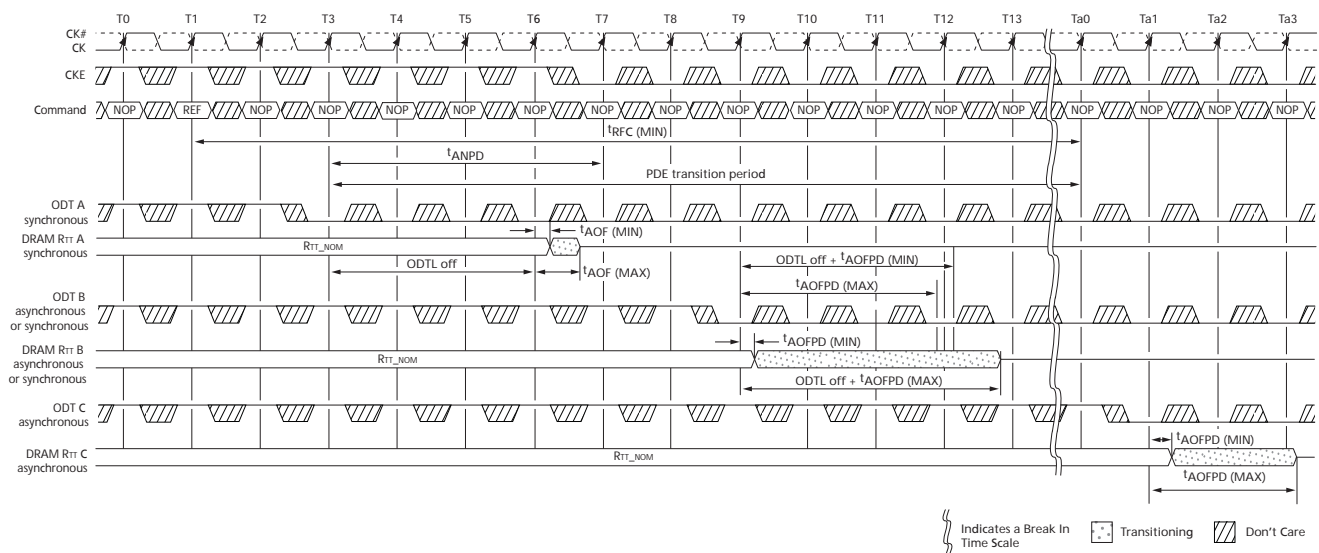 T0 T1 T2 T3 T4 T5 T6 T7 T8 T9 T10 T11 T12 T13 Ta0 Ta1 Ta2 Ta3
CK#
CK
CKE
Command NOP REF NOP NOP NOP NOP NOP NOP NOP NOP NOP NOP NOP NOP NOP NOP NOP NOP
tRFC (MIN)
tANPD
PDE transition period
ODT A
synchronous
tAOF (MIN)
DRAM RTT A
synchronous
RTT_NOM
ODTL off
tAOF (MAX)
ODTL off + tAOFPD (MIN)
tAOFPD (MAX)
ODT B
asynchronous
or synchronous
tAOFPD (MIN)
DRAM RTT B
asynchronous
or synchronous
RTT_NOM
ODTL off + tAOFPD (MAX)
ODT C
asynchronous
tAOFPD (MIN)
DRAM RTT C
asynchronous
RTT_NOM
tAOFPD (MAX)
Indicates a Break In
Time Scale
Transitioning
Don't Care